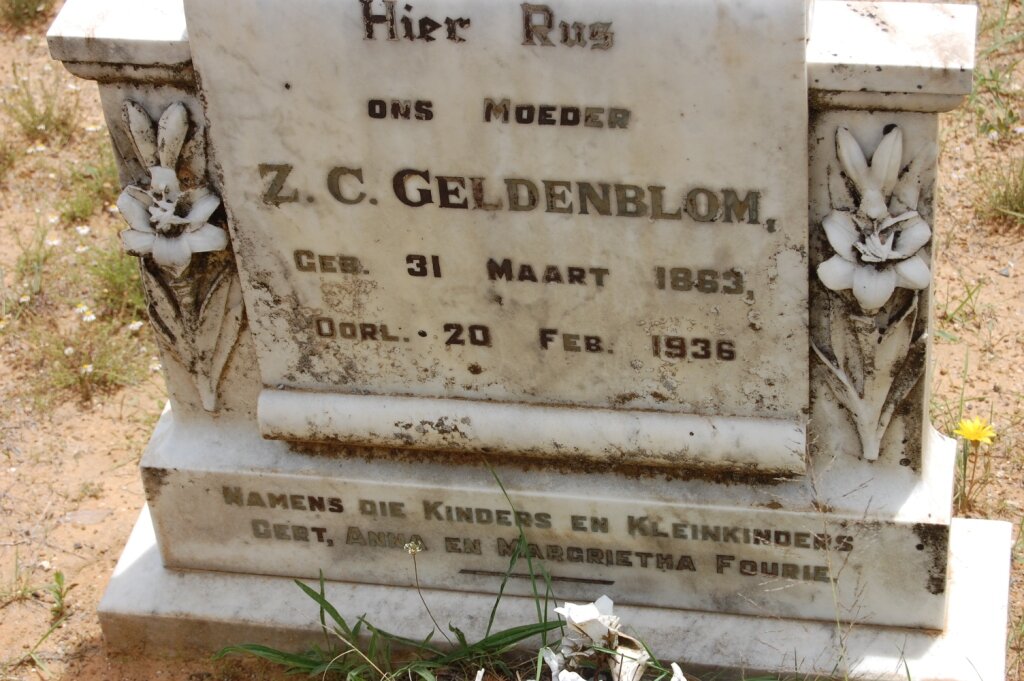 Hier Rus
ONS MOEDER
Z. C. GELDENBLOM,
GEB. 31 MAART 1863,
OORL. 20 FEB. 1936
NAMENS DIE KINDERS EN KLEINKINDERS
GERT, ANNA EN MARGRIETHA FOURIE